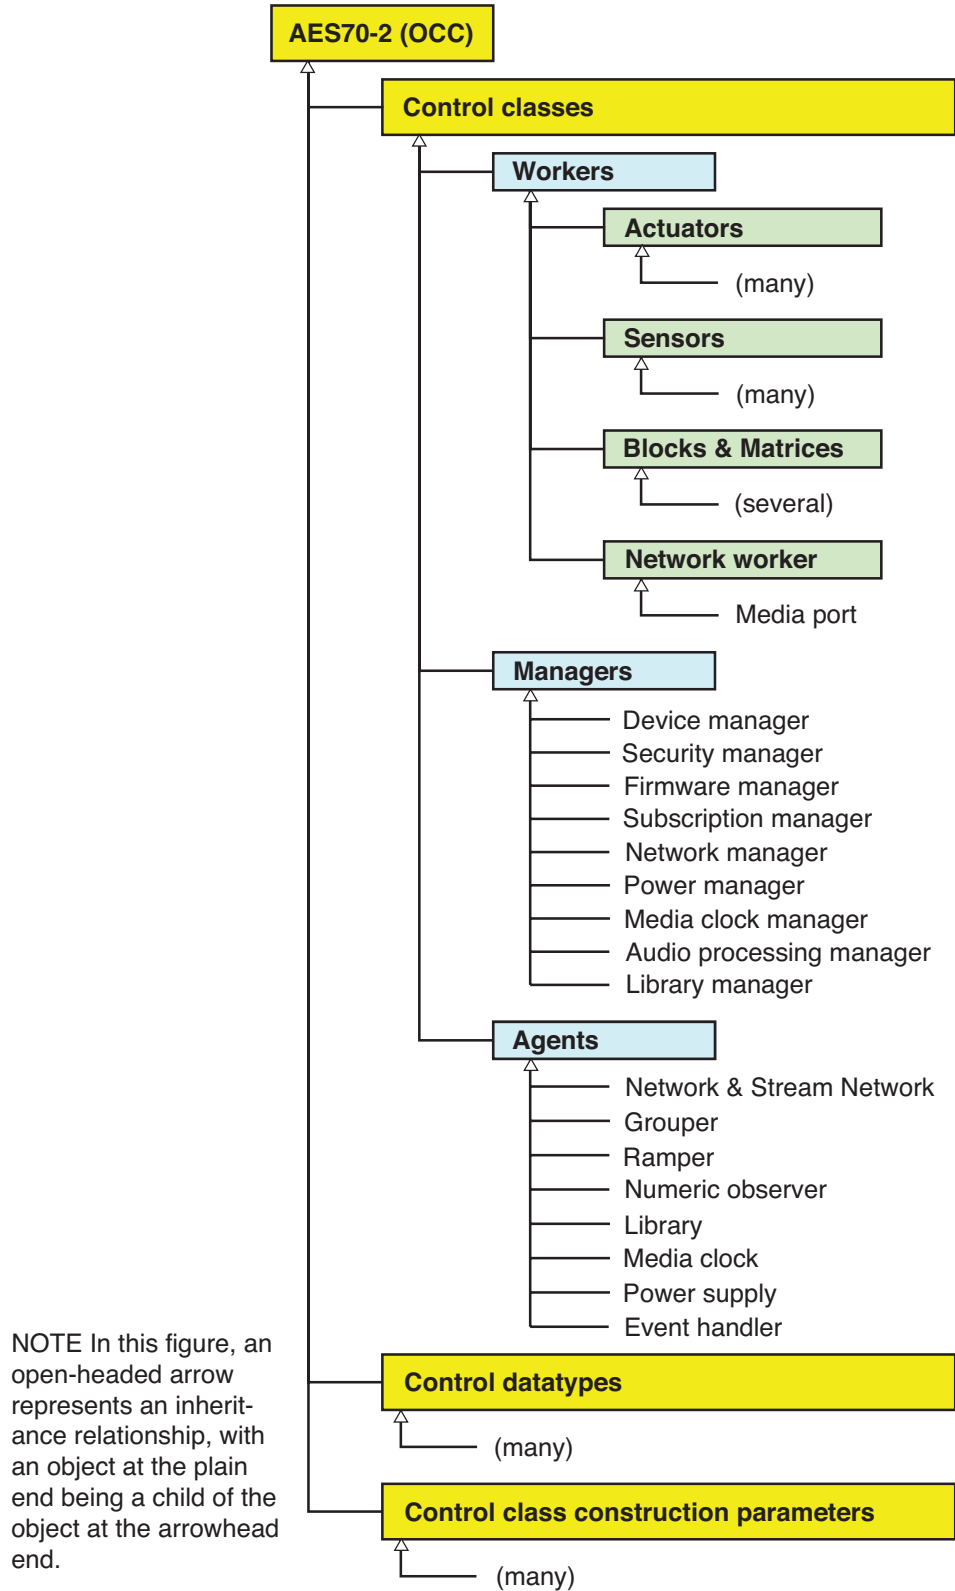 AES70-2 (OCC)
Control classes
Workers
Actuators
(many)
Sensors
(many)
Blocks & Matrices
(several)
Network worker
Media port
Managers
Device manager
Security manager
Firmware manager
Subscription manager
Network manager
Power manager
Media clock manager
Audio processing manager
Library manager
Agents
Network & Stream Network
Grouper
Ramper
Numeric observer
Library
Media clock
Power supply
Event handler
NOTE In this figure, an
open-headed arrow
represents an inherit-
ance relationship, with
an object at the plain
end being a child of the
object at the arrowhead
end.
Control datatypes
(many)
Control class construction parameters
(many)